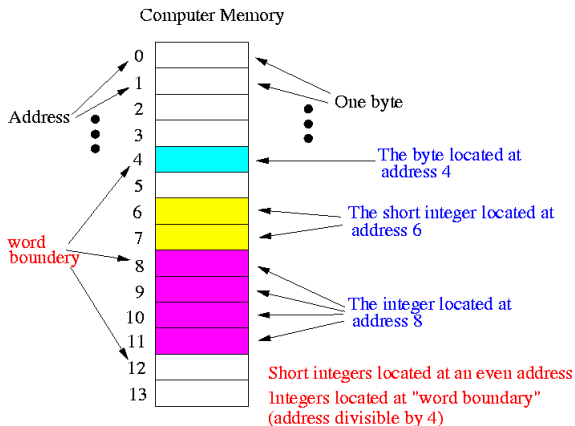 Computer Memory
0
1
2
3
4
5
6
7
8
9
10
11
12
13
Address
One byte
The byte located at
address 4
The short integer located at
address 6
word
boundery
The integer located at
address 8
Short integers located at an even address
Integers located at "word boundary"
(address divisible by 4)